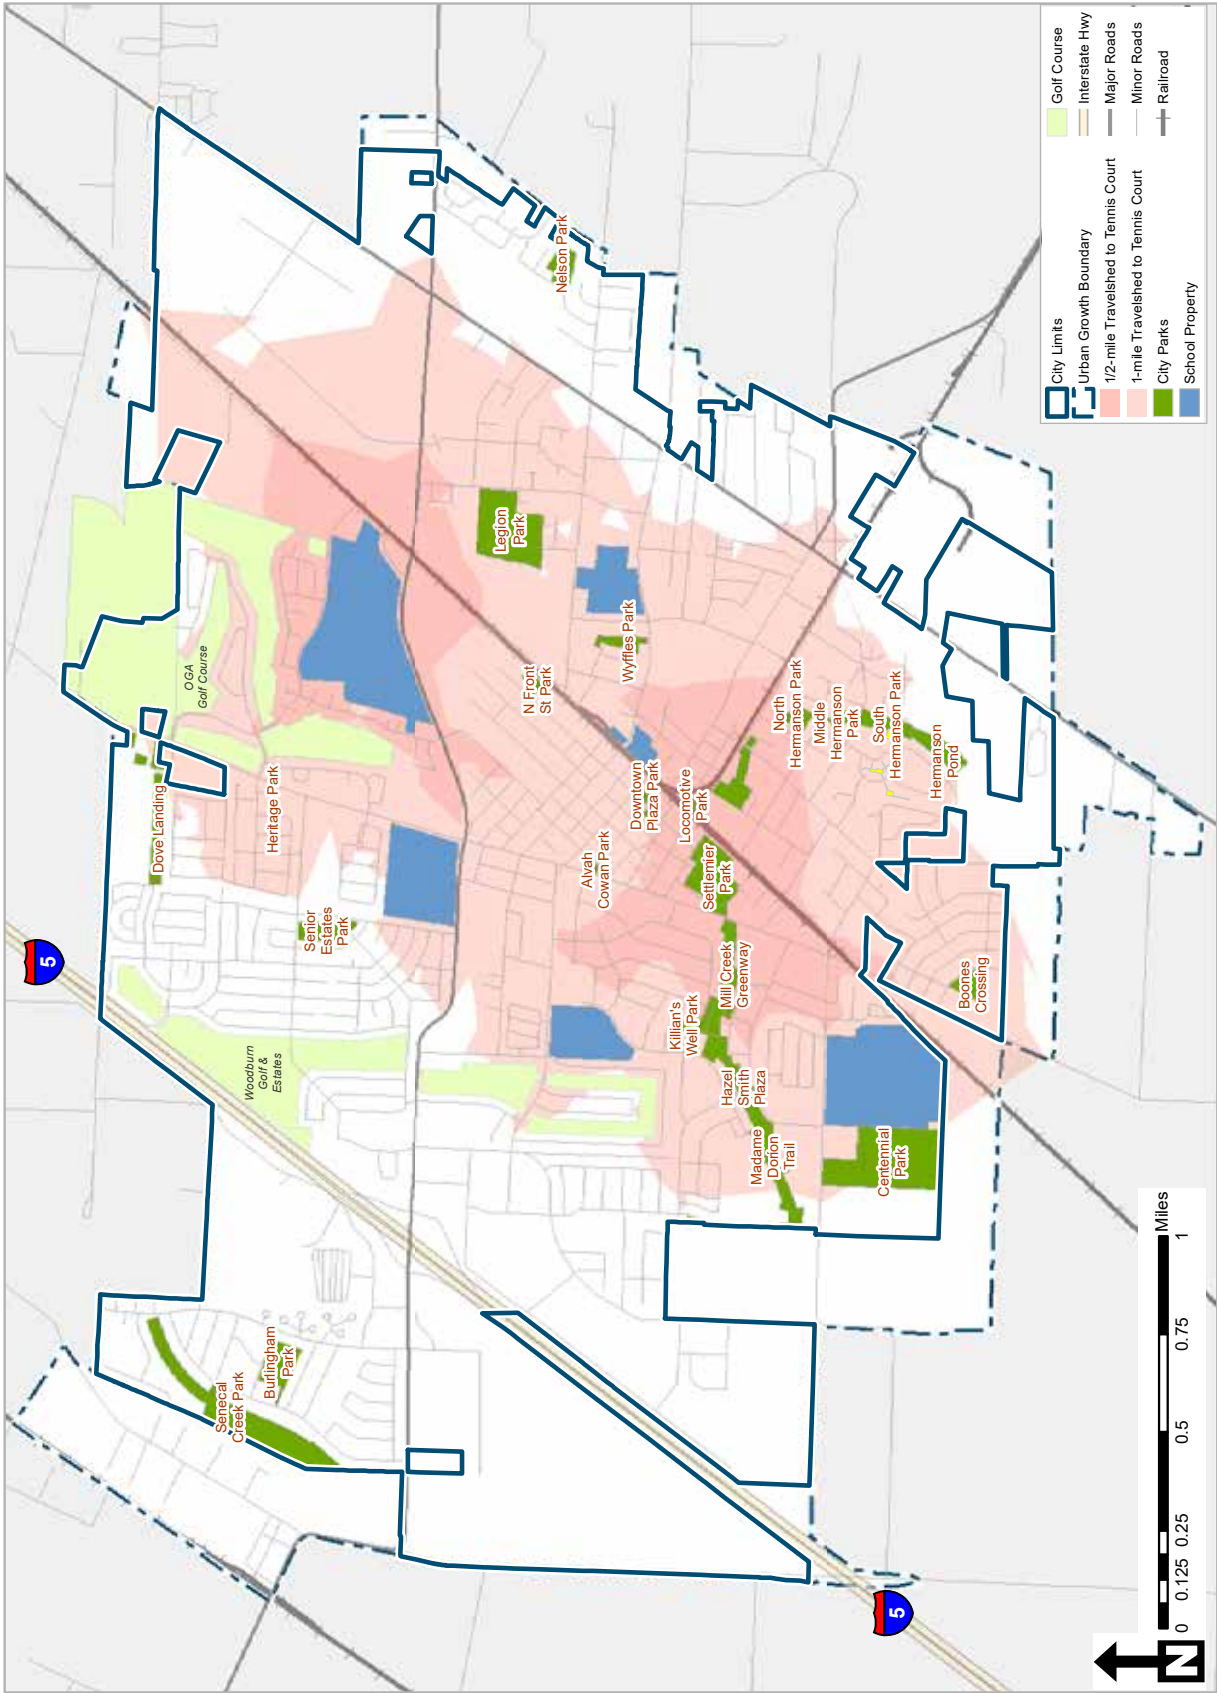 5
OGA
Golf Course
Dove Landing
Heritage Park
Senior
Estates
Park
Woodburn
Golf &
Estates
Senecal
Creek Park
Burlingham
Park
Nelson Park
Legion
Park
Wyffles Park
N Front
St Park
Downtown
Plaza Park
Locomotive
Park
Alvah
Cowan Park
Settlemier
Park
Mill Creek
Greenway
Killian's
Well Park
Hazel
Smith
Plaza
Madame
Dorion
Trail
Centennial
Park
Boones
Crossing
North
Hermanson Park
Middle
Hermanson
Park
South
Hermanson Park
Hermanson
Pond
5
City Limits
Urban Growth Boundary
1/2-mile Travelshed to Tennis Court
1-mile Travelshed to Tennis Court
City Parks
School Property
Golf Course
Interstate Hwy
Major Roads
Minor Roads
Railroad
N
Miles
0 0.125 0.25 0.5 0.75 1